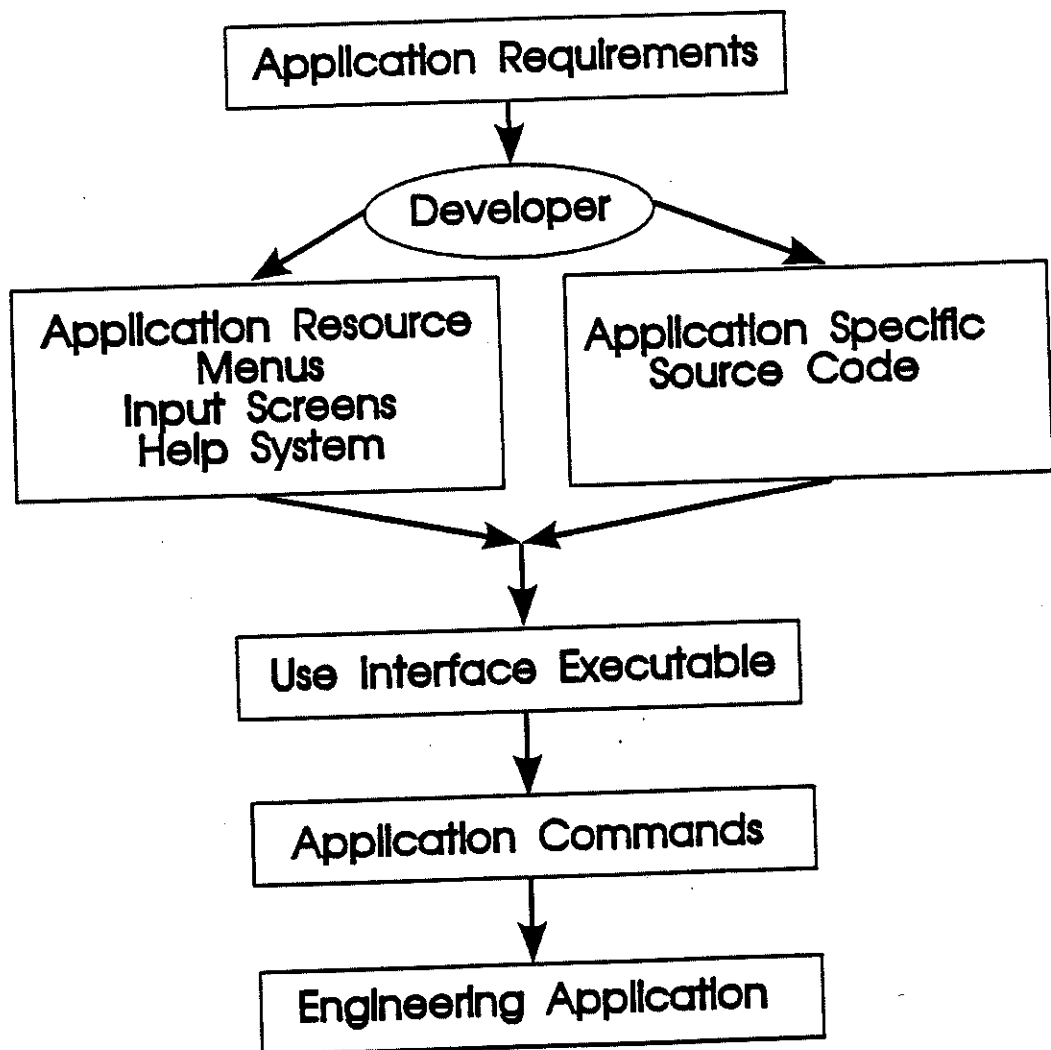 Application Requirements
Developer
Application Resource
Menus
Input Screens
Help System
Application Specific
Source Code
Use Interface Executable
Application Commands
Engineering Application